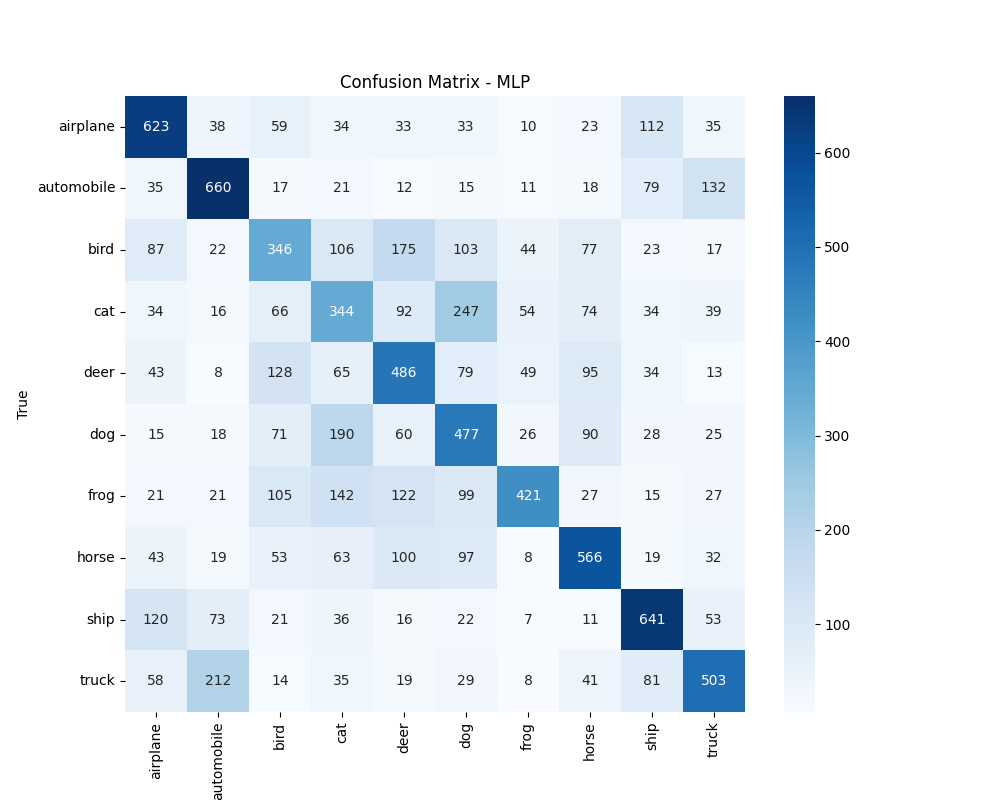 Confusion Matrix - MLP
True
airplane 623 38 59 34 33 33 10 23 112 35
automobile 35 660 17 21 12 15 11 18 79 132
bird 87 22 346 106 175 103 44 77 23 17
cat 34 16 66 344 92 247 54 74 34 39
deer 43 8 128 65 486 79 49 95 34 13
dog 15 18 71 190 60 477 26 90 28 25
frog 21 21 105 142 122 99 421 27 15 27
horse 43 19 53 63 100 97 8 566 19 32
ship 120 73 21 36 16 22 7 11 641 53
truck 58 212 14 35 19 29 8 41 81 503
airplane automobile bird cat deer dog frog horse ship truck
600
500
400
300
200
100